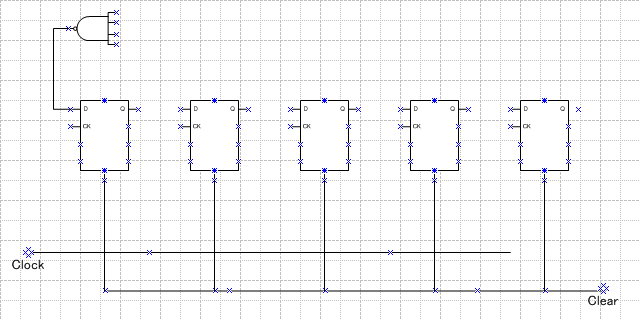 D Q D Q D Q D Q D Q
CK CK CK CK CK
Clock
Clear